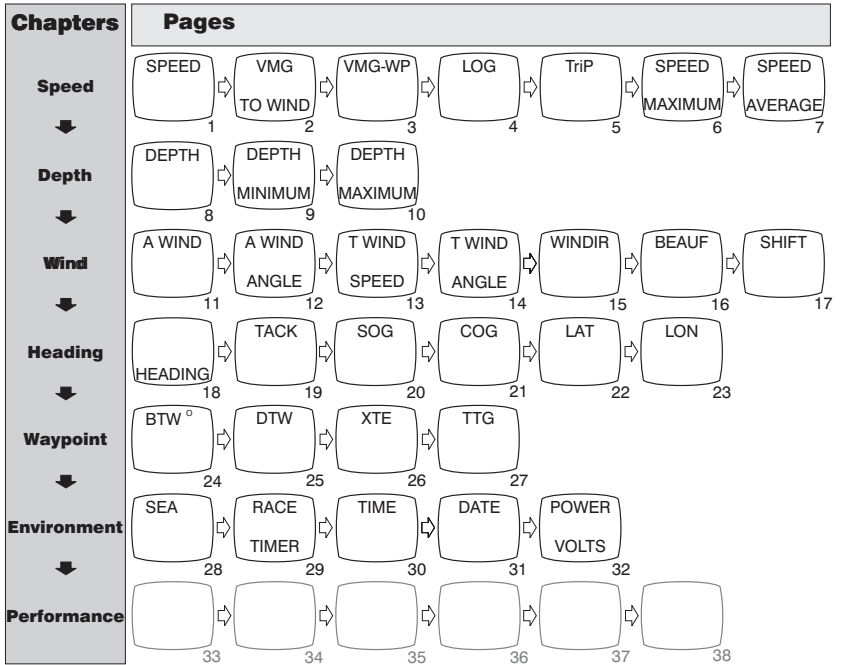 Chapters
Pages
Speed
SPEED
VMG
VMG-WP
LOG
TriP
SPEED
SPEED
TO WIND
MAXIMUM
AVERAGE
1
2
3
4
5
6
7
Depth
DEPTH
DEPTH
DEPTH
MINIMUM
MAXIMUM
8
9
10
Wind
A WIND
A WIND
T WIND
T WIND
WINDIR
BEAUF
SHIFT
ANGLE
SPEED
ANGLE
11
12
13
14
15
16
17
Heading
TACK
SOG
COG
LAT
LON
HEADING
18
19
20
21
22
23
Waypoint
BTW °
DTW
XTE
TTG
24
25
26
27
Environment
SEA
RACE
TIME
DATE
POWER
TIMER
VOLTS
28
29
30
31
32
Performance
33
34
35
36
37
38